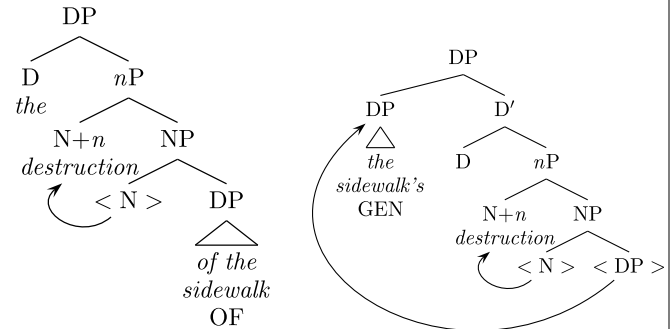 DP
D nP
the
N+n NP
destruction
< N > DP
of the
sidewalk
OF
DP
DP D′
the
sidewalk's
GEN
D nP
N+n NP
destruction
< N > < DP >